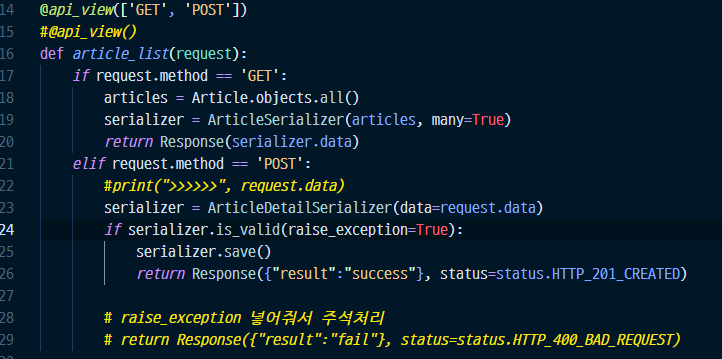 14 @api_view(['GET', 'POST'])
15 #@api_view()
16 def article_list(request):
17     if request.method == 'GET':
18         articles = Article.objects.all()
19         serializer = ArticleSerializer(articles, many=True)
20         return Response(serializer.data)
21     elif request.method == 'POST':
22         #print(">>>>>>", request.data)
23         serializer = ArticleDetailSerializer(data=request.data)
24         if serializer.is_valid(raise_exception=True):
25             serializer.save()
26             return Response({"result":"success"}, status=status.HTTP_201_CREATED)
27
28         # raise_exception 넣어줘서 주석처리
29         # return Response({"result":"fail"}, status=status.HTTP_400_BAD_REQUEST)